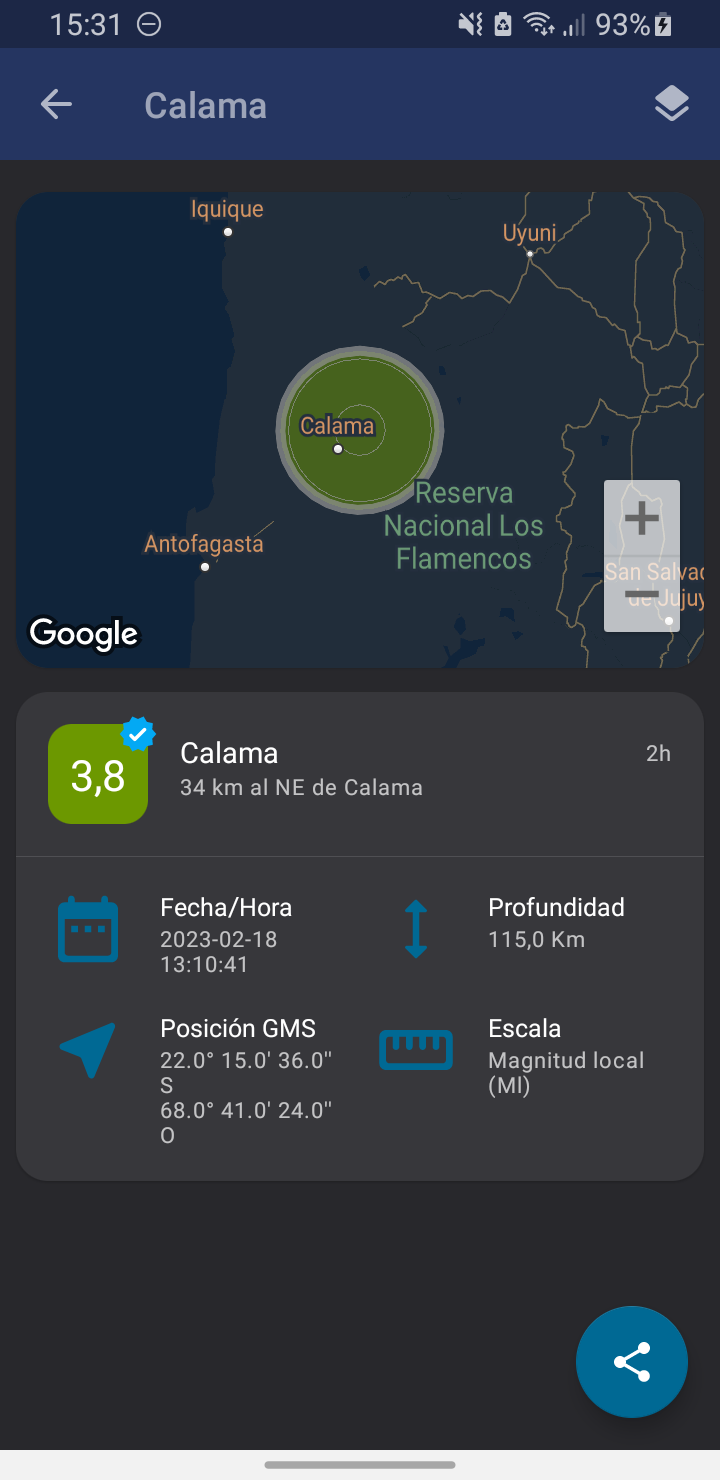 15:31
93%
Calama
Iquique
Uyuni
Calama
Reserva
Nacional Los
Flamencos
Antofagasta
San Salvad
de Jujuy
Google
3,8
Calama
2h
34 km al NE de Calama
Fecha/Hora
2023-02-18
13:10:41
Profundidad
115,0 Km
Posición GMS
22.0° 15.0' 36.0"
S
68.0° 41.0' 24.0"
O
Escala
Magnitud local
(Ml)